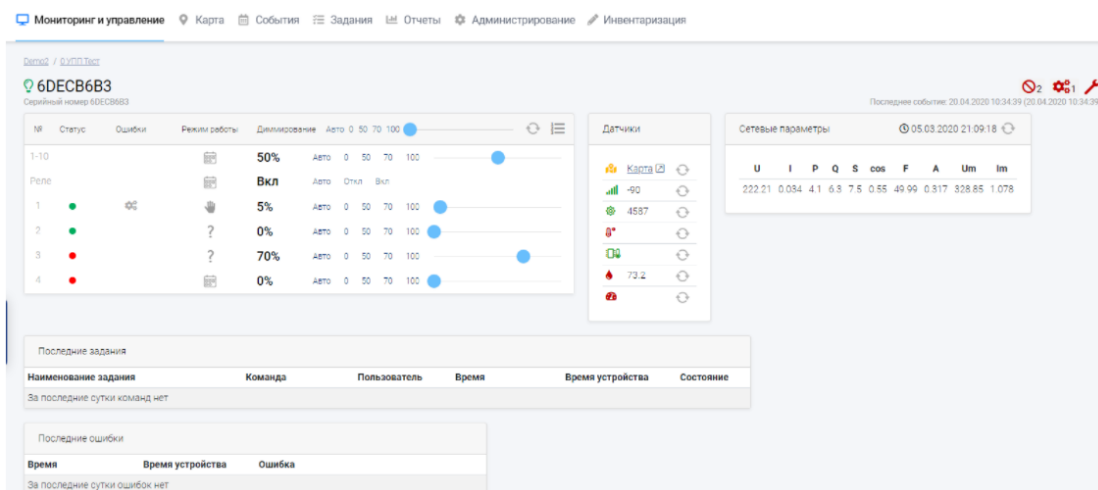 Мониторинг и управление Карта События Задания Отчеты Администрирование Инвентаризация
Demo2 / ОУПП Тест
6DECB6B3
2 1
Серийный номер 6DECB6B3
Последнее событие: 20.04.2020 10:34:39 (20.04.2020 10:34:39
№ Статус Ошибки Режим работы Диммирование Авто 0 50 70 100
1-10 50% Авто 0 50 70 100
Реле Вкл Авто Откл Вкл
1 5% Авто 0 50 70 100
2 ? 0% Авто 0 50 70 100
3 ? 70% Авто 0 50 70 100
4 0% Авто 0 50 70 100
Датчики
Карта
-90
4587
73.2
Сетевые параметры 05.03.2020 21:09:18
U I P Q S cos F A Um Im
222.21 0.034 4.1 6.3 7.5 0.55 49.99 0.317 328.85 1.078
Последние задания
Наименование задания Команда Пользователь Время Время устройства Состояние
За последние сутки команд нет
Последние ошибки
Время Время устройства Ошибка
За последние сутки ошибок нет